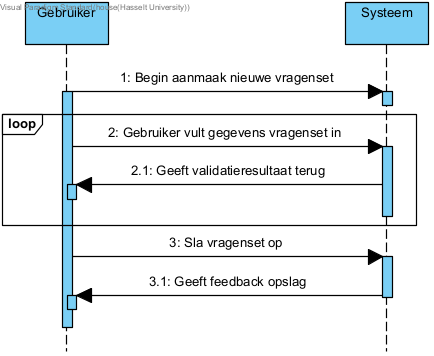 Visual Paradigm Standard(house(Hasselt University))
Gebruiker
Systeem
1: Begin aanmaak nieuwe vragenset
loop
2: Gebruiker vult gegevens vragenset in
2.1: Geeft validatieresultaat terug
3: Sla vragenset op
3.1: Geeft feedback opslag